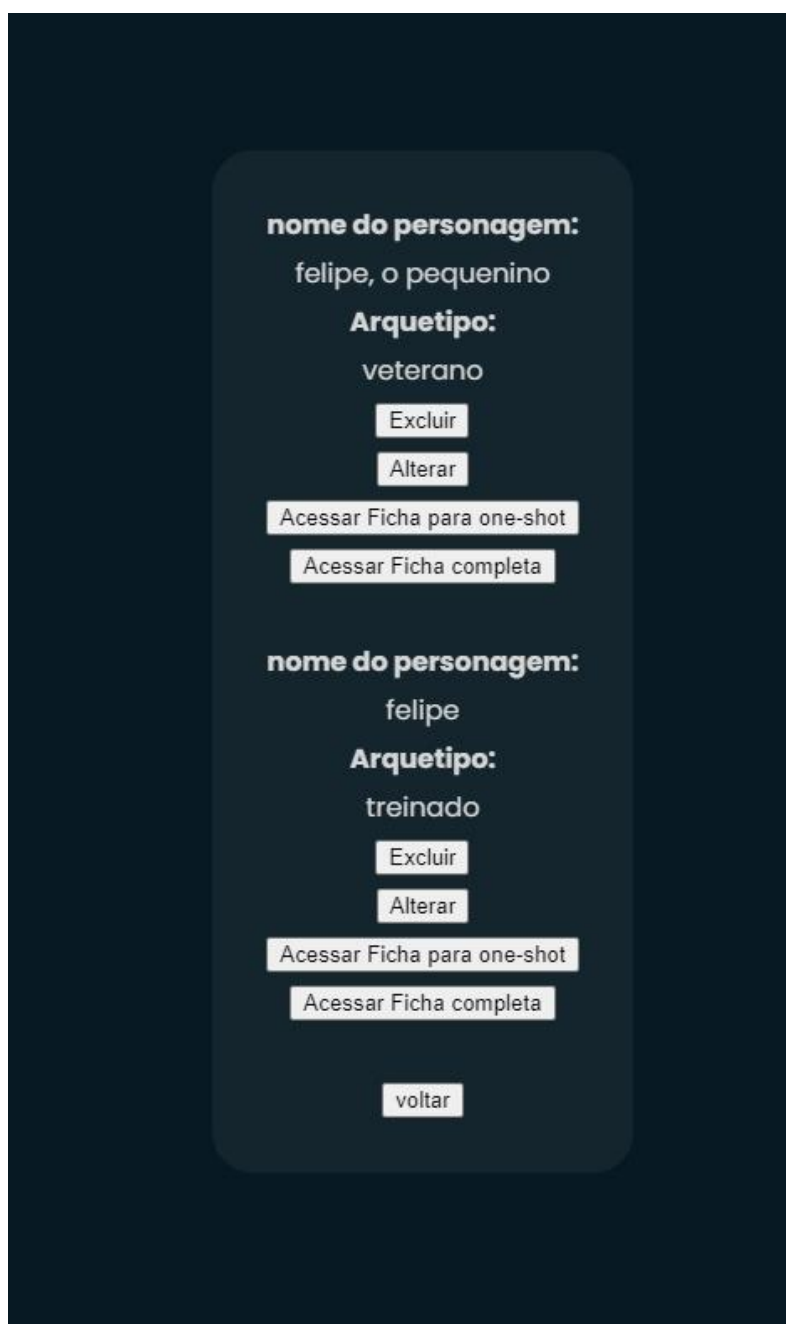 nome do personagem:
felipe, o pequenino
Arquetipo:
veterano
Excluir
Alterar
Acessar Ficha para one-shot
Acessar Ficha completa
nome do personagem:
felipe
Arquetipo:
treinado
Excluir
Alterar
Acessar Ficha para one-shot
Acessar Ficha completa
voltar